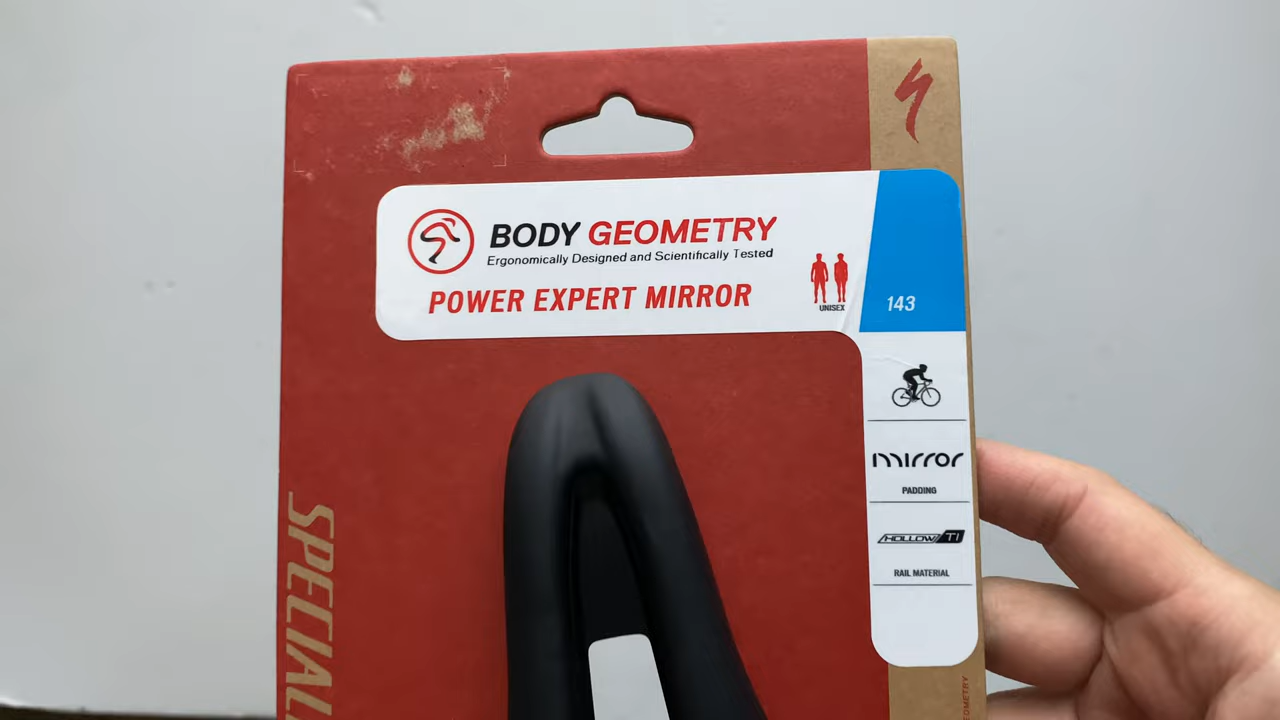 BODY GEOMETRY
Ergonomically Designed and Scientifically Tested
POWER EXPERT MIRROR
UNISEX
143
mirror
PADDING
HOLLOW TI
RAIL MATERIAL
SPECIAL
OMETRY